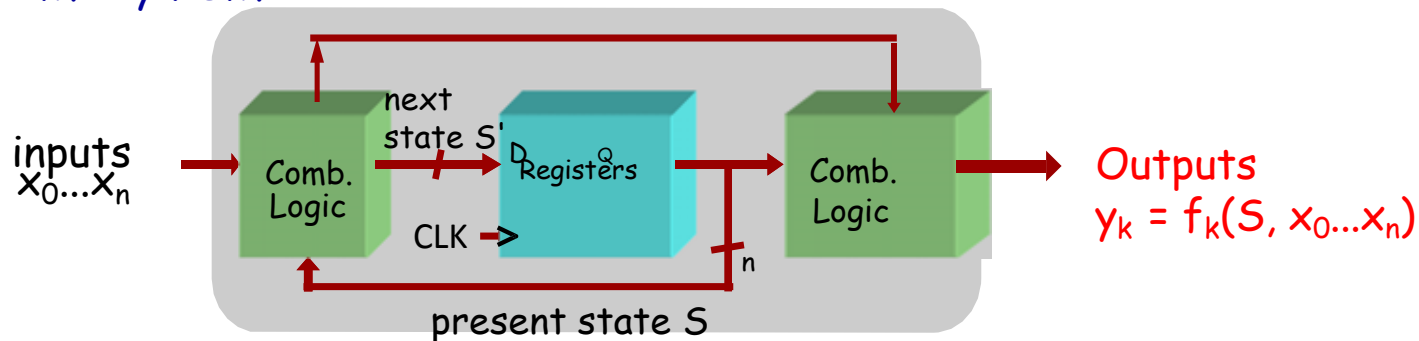 next
state S'
inputs
x₀...xₙ
Comb.
Logic
D
Q
Registers
CLK
Comb.
Logic
n
Outputs
yₖ = fₖ(S, x₀...xₙ)
present state S